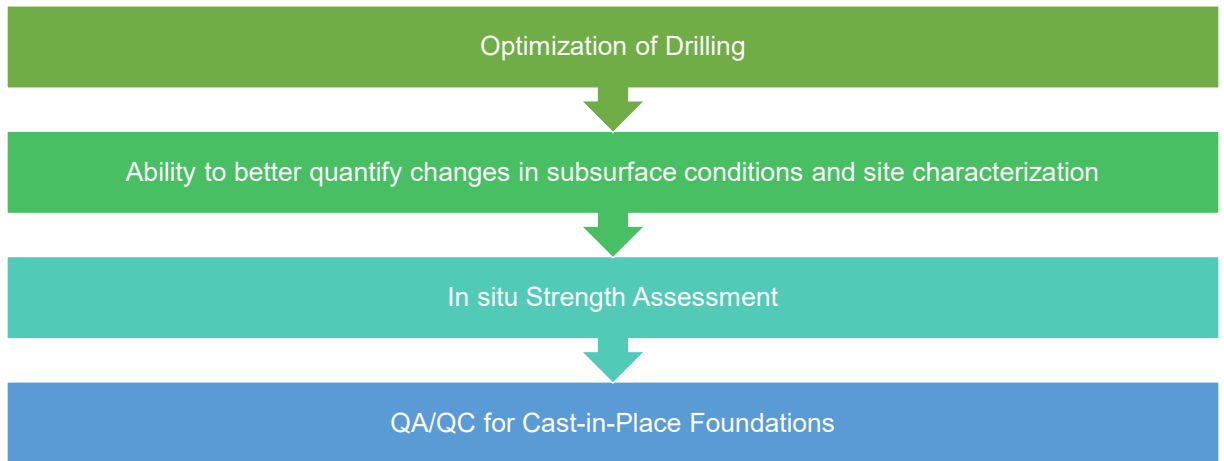 Optimization of Drilling
Ability to better quantify changes in subsurface conditions and site characterization
In situ Strength Assessment
QA/QC for Cast-in-Place Foundations